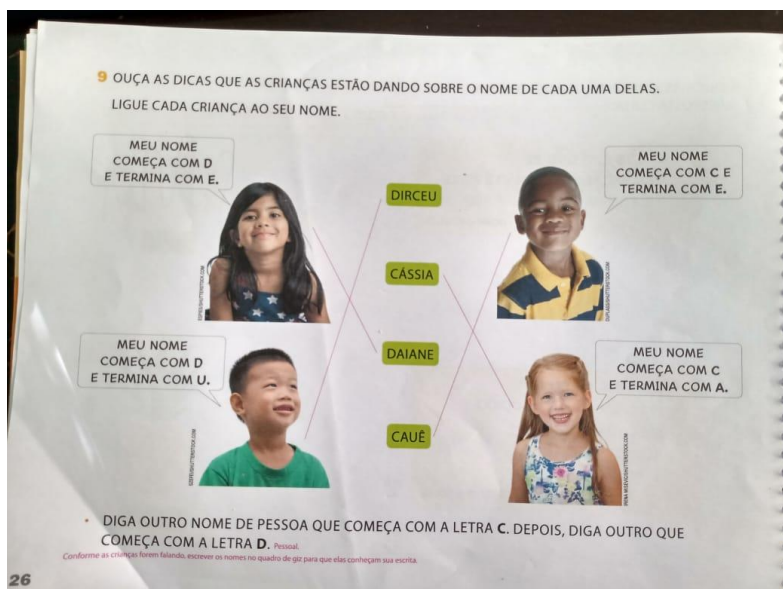 9 OUÇA AS DICAS QUE AS CRIANÇAS ESTÃO DANDO SOBRE O NOME DE CADA UMA DELAS.
LIGUE CADA CRIANÇA AO SEU NOME.
MEU NOME
COMEÇA COM D
E TERMINA COM E.
MEU NOME
COMEÇA COM C E
TERMINA COM E.
DIRCEU
CÁSSIA
DAIANE
CAUÊ
MEU NOME
COMEÇA COM D
E TERMINA COM U.
MEU NOME
COMEÇA COM C
E TERMINA COM A.
DIGA OUTRO NOME DE PESSOA QUE COMEÇA COM A LETRA C. DEPOIS, DIGA OUTRO QUE
COMEÇA COM A LETRA D. Pessoal.
Conforme as crianças forem falando, escrever os nomes no quadro de giz para que elas conheçam sua escrita.
26